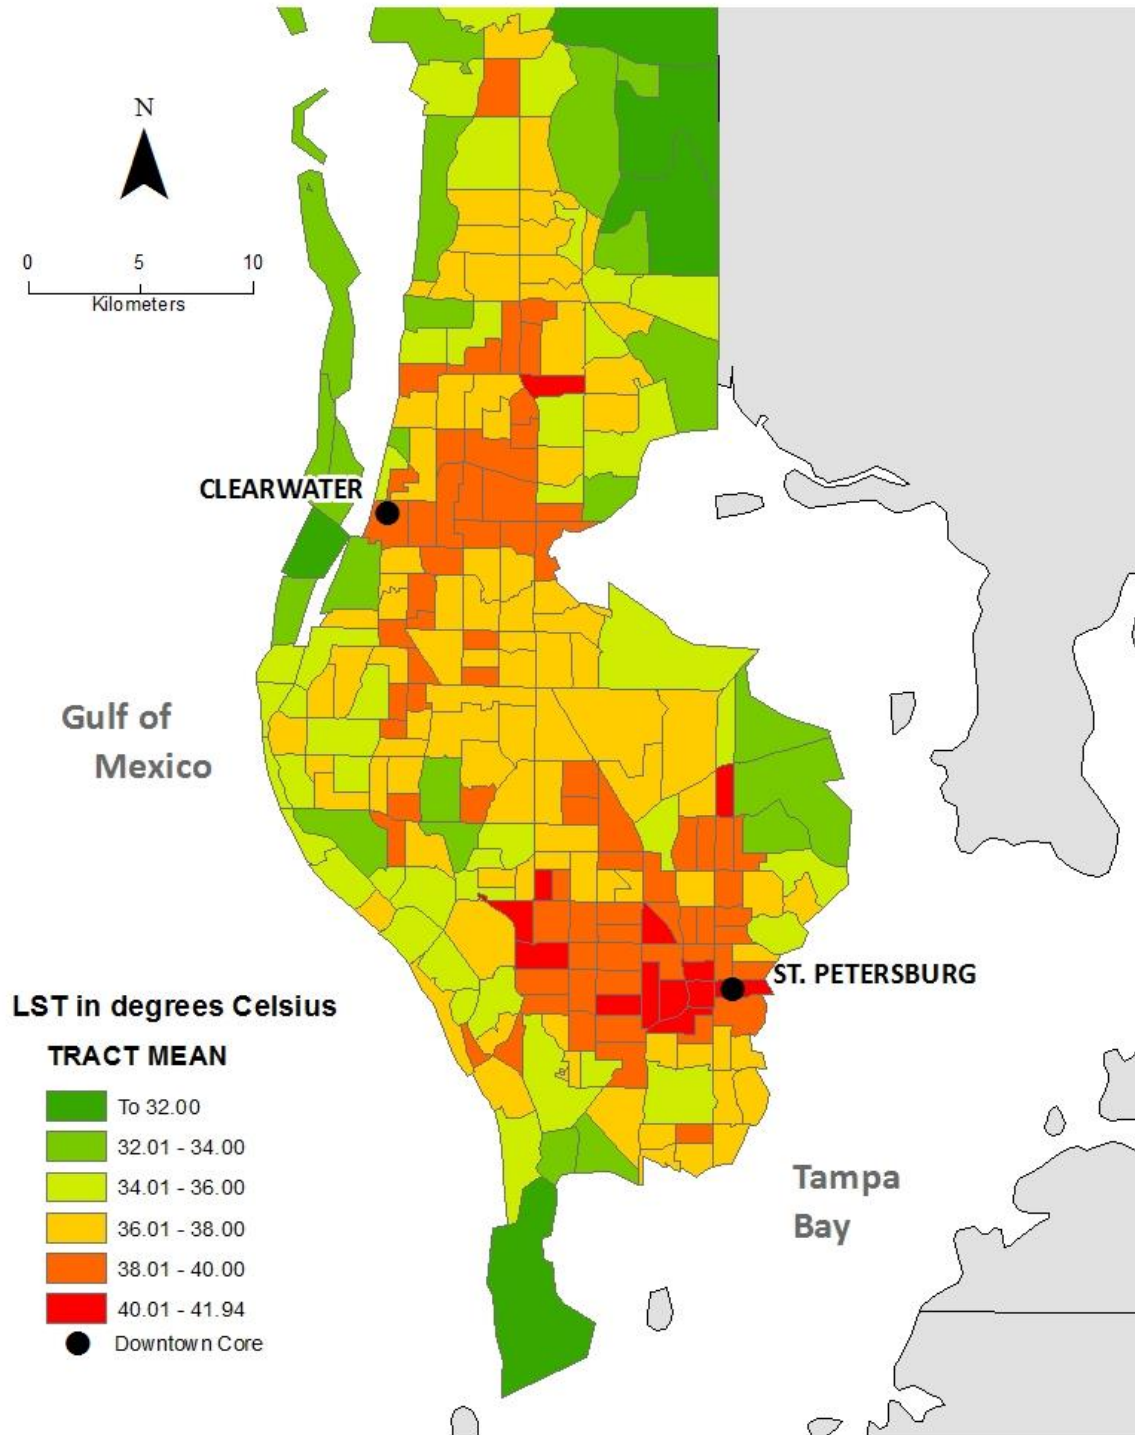 N
0 5 10
Kilometers
CLEARWATER
Gulf of
Mexico
ST. PETERSBURG
LST in degrees Celsius
TRACT MEAN
To 32.00
32.01 - 34.00
34.01 - 36.00
36.01 - 38.00
38.01 - 40.00
40.01 - 41.94
Downtown Core
Tampa
Bay